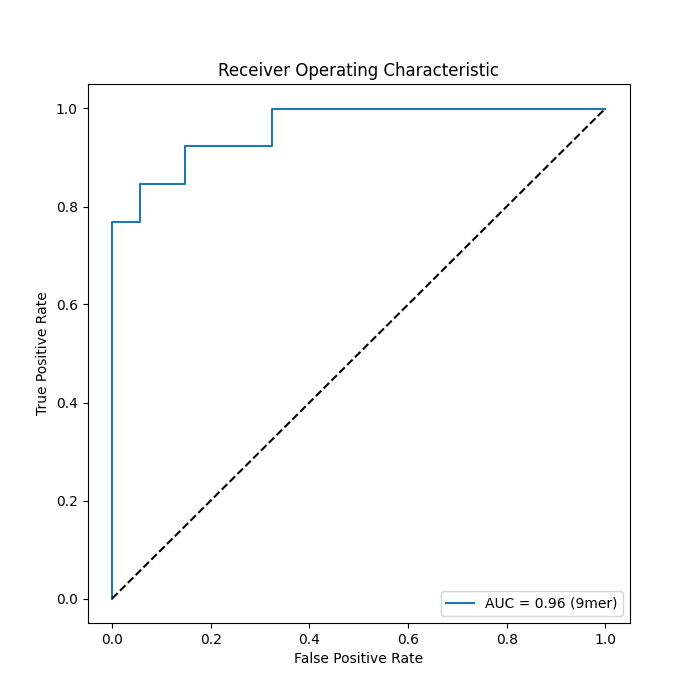 Receiver Operating Characteristic
1.0
0.8
0.6
0.4
0.2
0.0
True Positive Rate
0.0 0.2 0.4 0.6 0.8 1.0
False Positive Rate
AUC = 0.96 (9mer)